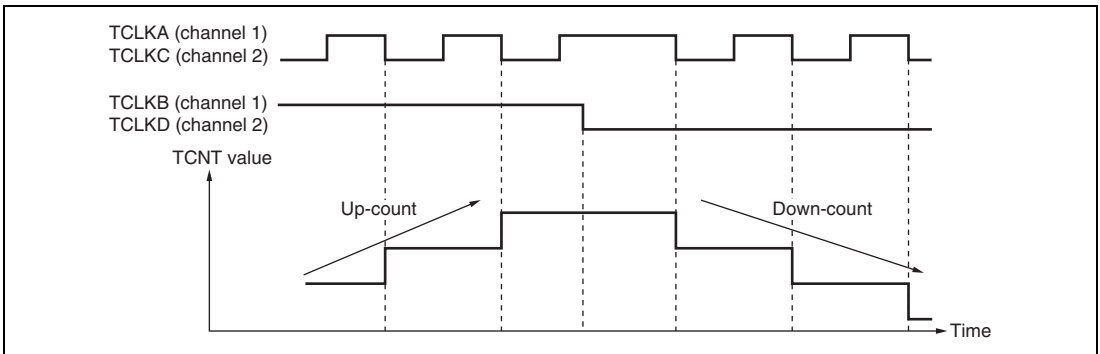 TCLKA (channel 1)
TCLKC (channel 2)
TCLKB (channel 1)
TCLKD (channel 2)
TCNT value
Up-count
Down-count
Time